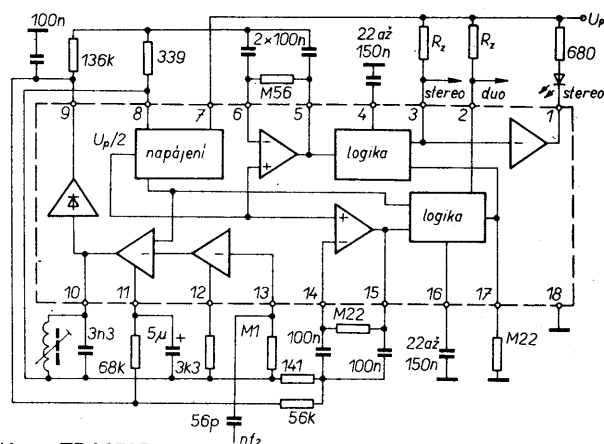 100n
136k
339
2×100n
M56
22až
150n
Rz
Rz
Up
680
stereo
duo
stereo
9
8
7
6
5
4
3
2
1
Up/2
napájení
logika
logika
10
11
12
13
14
15
16
17
18
3n3
68k
5µ
+
3k3
M1
141
100n
M22
100n
22až
150n
M22
56k
56p
nf2